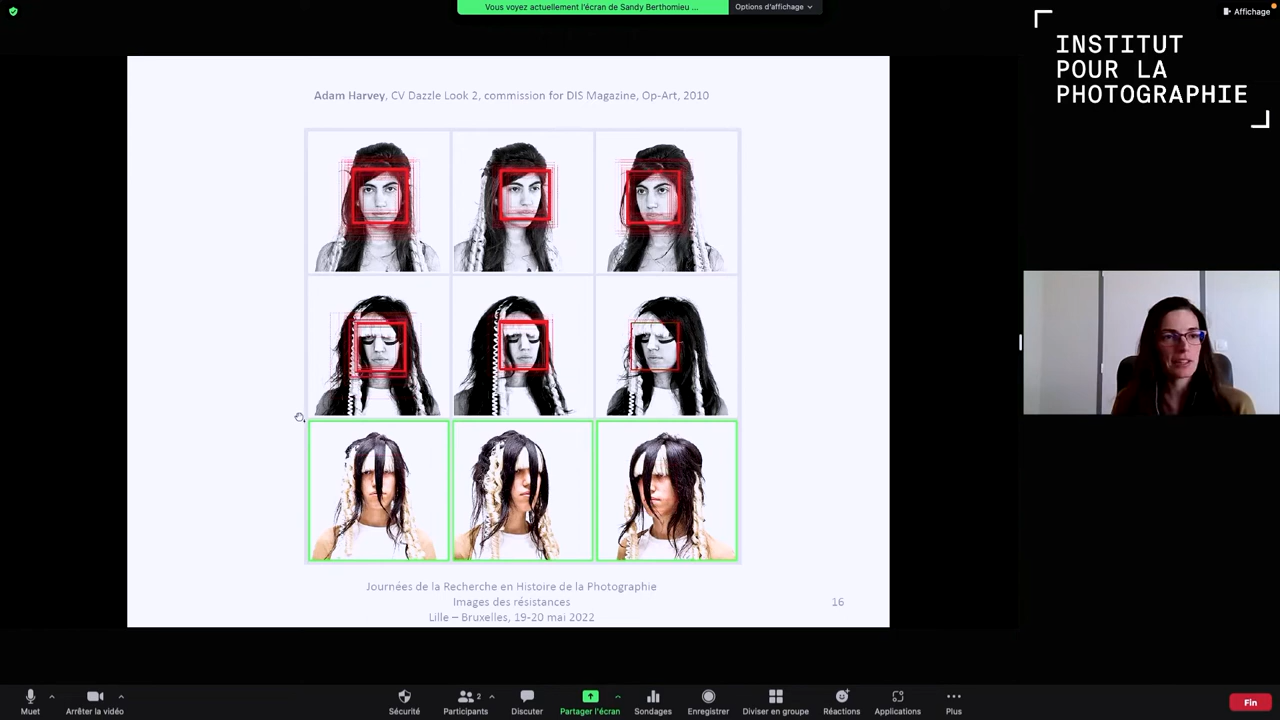 Vous voyez actuellement l'écran de Sandy Berthomieu ...
Options d'affichage
Affichage
INSTITUT
POUR LA
PHOTOGRAPHIE
Adam Harvey, CV Dazzle Look 2, commission for DIS Magazine, Op-Art, 2010
Journées de la Recherche en Histoire de la Photographie
Images des résistances
16
Lille – Bruxelles, 19-20 mai 2022
Muet
Arrêter la vidéo
Sécurité
Participants
2
Discuter
Partager l'écran
Sondages
Enregistrer
Diviser en groupe
Réactions
Applications
Plus
Fin